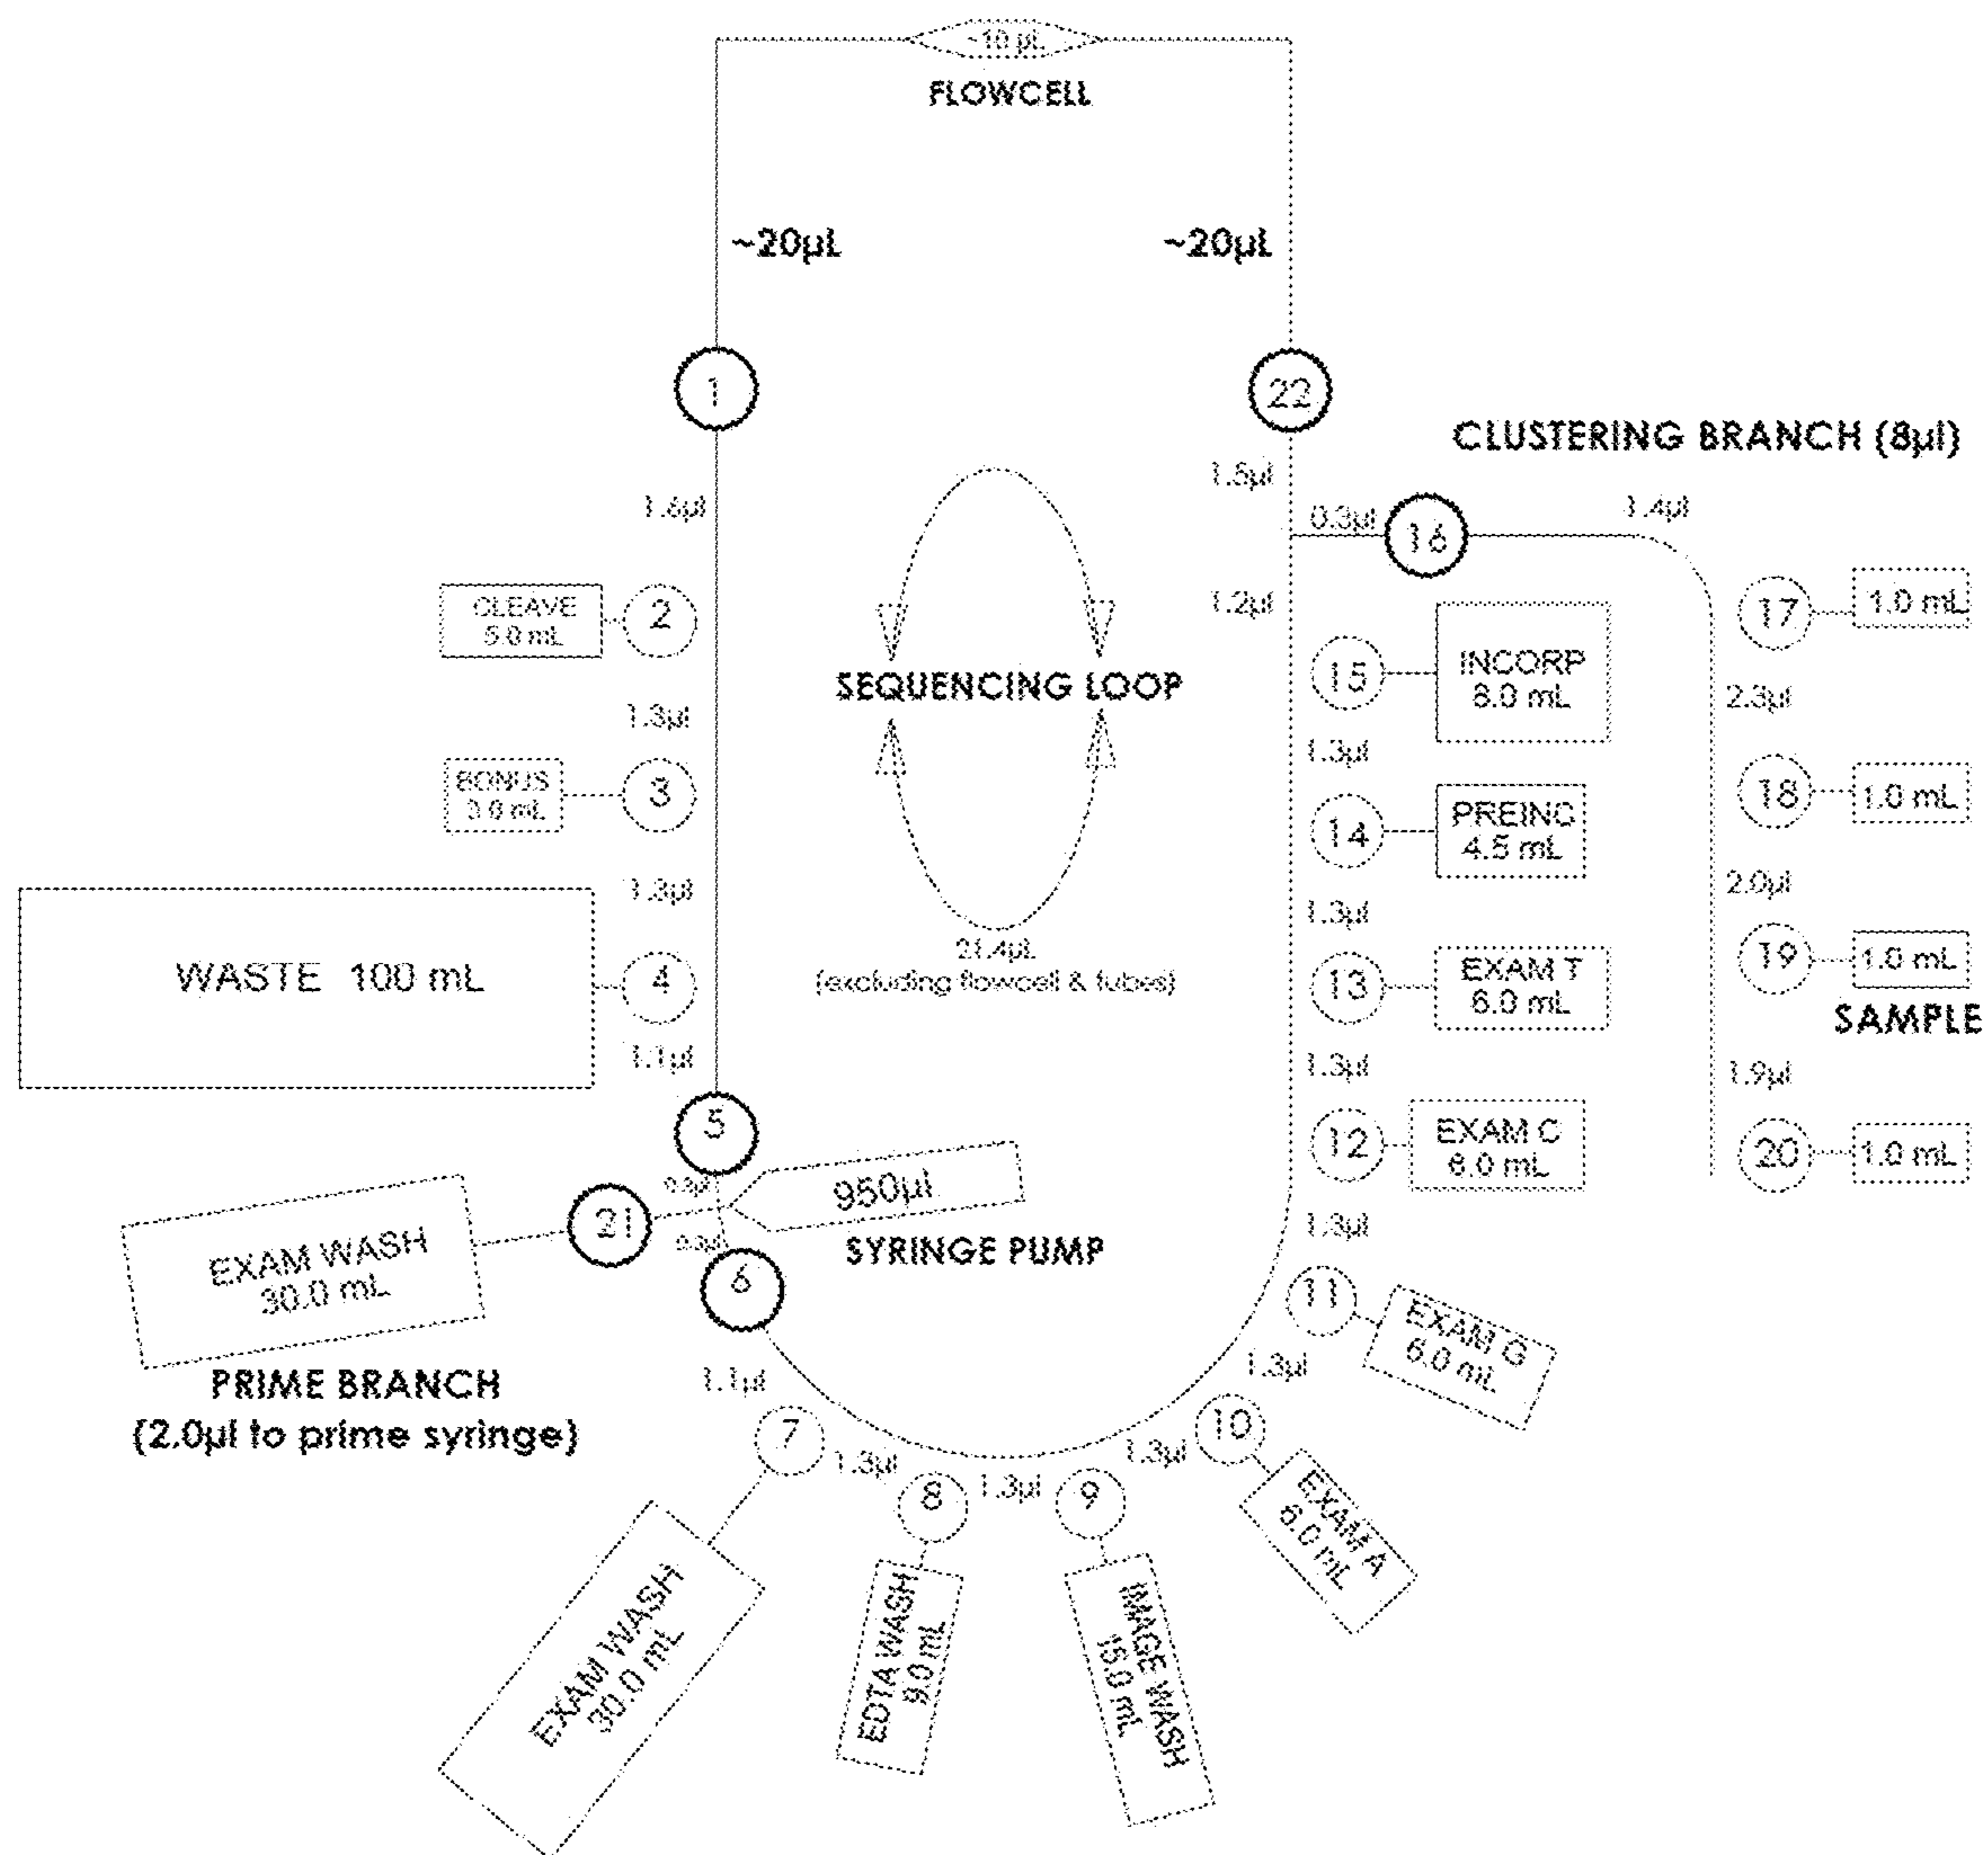 ~10 µL
FLOWCELL
~20µL
~20µL
1
22
CLUSTERING BRANCH (8µl)
1.6µl
1.5µl
0.3µl
16
1.4µl
CLEAVE
5.0 mL
2
1.2µl
17
1.0 mL
SEQUENCING LOOP
15
INCORP
8.0 mL
1.3µl
2.3µl
BONUS
3.0 mL
3
1.3µl
18
1.0 mL
14
PREINC
4.5 mL
1.3µl
1.3µl
2.0µl
WASTE 100 mL
4
21.4µL
(excluding flowcell & tubes)
13
EXAM T
6.0 mL
19
1.0 mL
SAMPLE
1.1µl
1.3µl
1.9µl
5
12
EXAM C
6.0 mL
20
1.0 mL
0.3µl
950µl
SYRINGE PUMP
21
EXAM WASH
30.0 mL
0.3µl
6
1.3µl
11
EXAM G
6.0 mL
PRIME BRANCH
(2.0µl to prime syringe)
1.1µl
1.3µl
7
1.3µl
8
1.3µl
9
1.3µl
10
EXAM A
6.0 mL
EXAM WASH
30.0 mL
EDTA WASH
9.0 mL
IMAGE WASH
15.0 mL